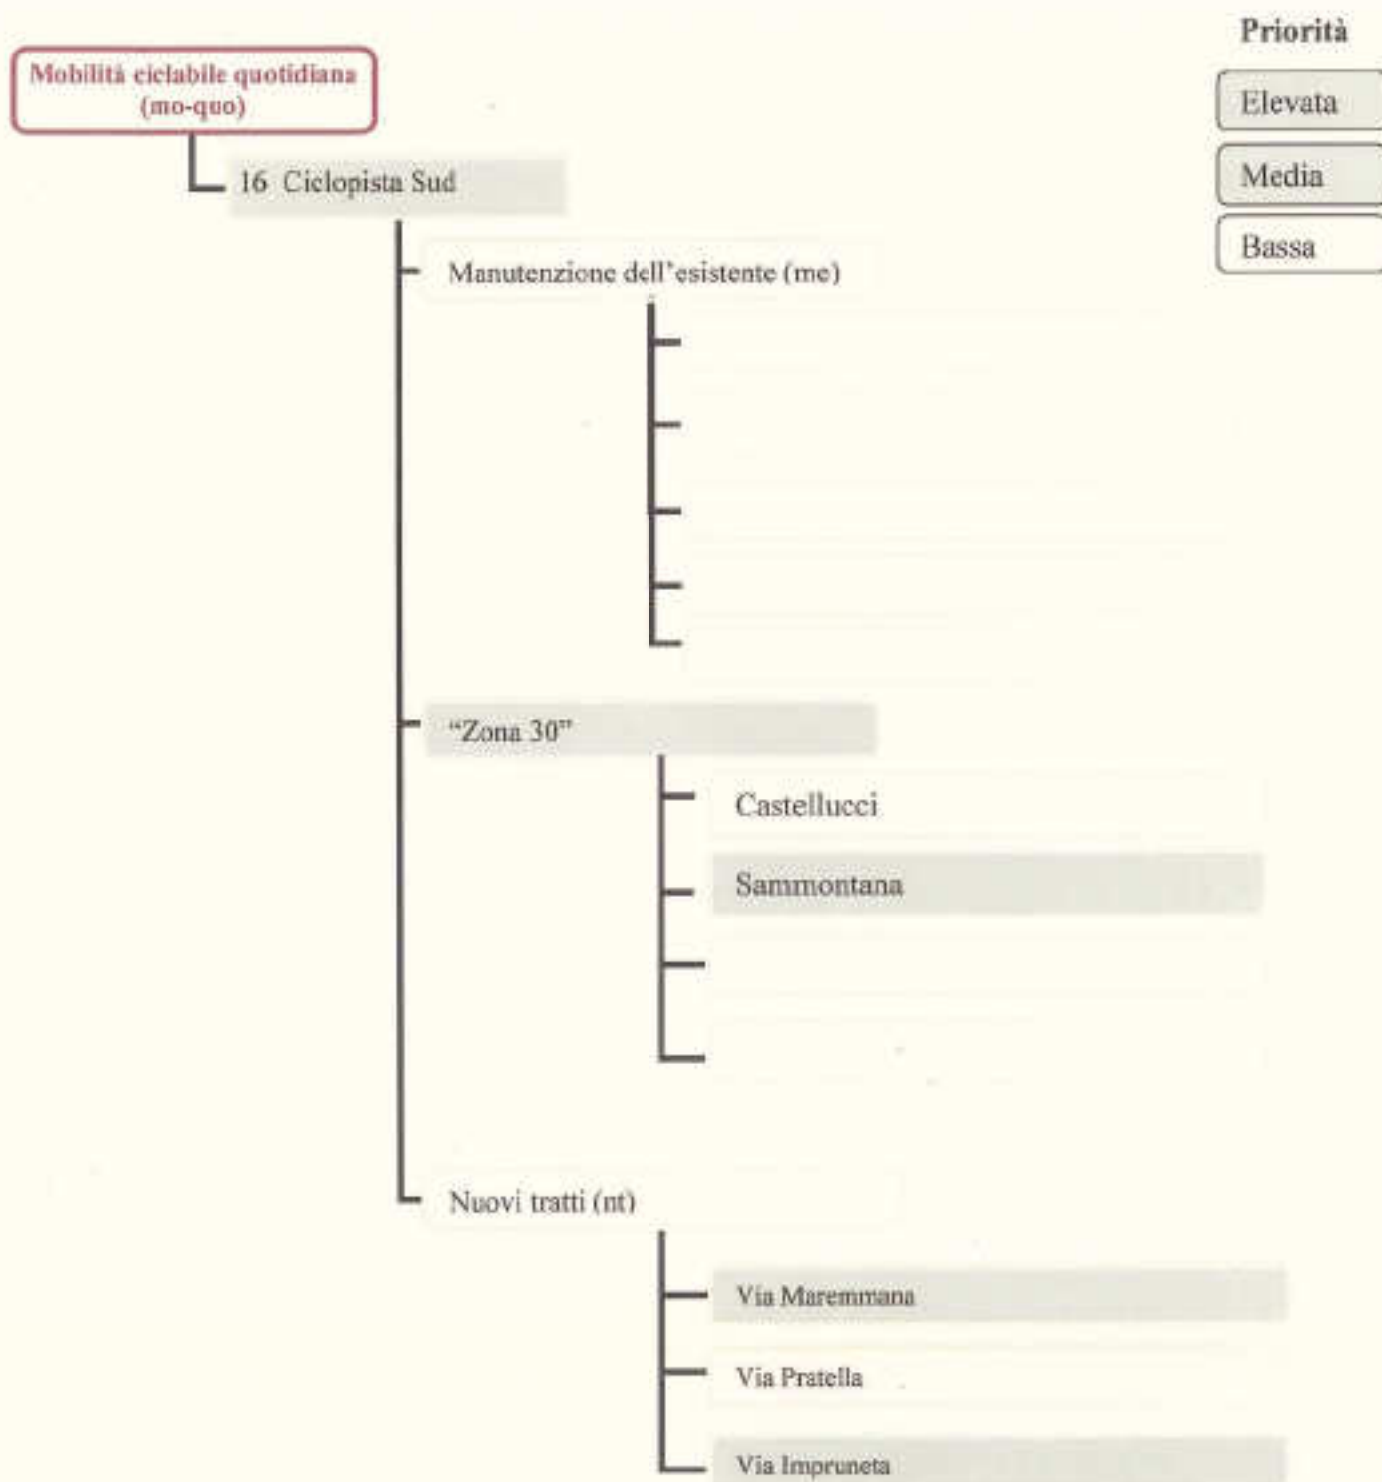 Priorità
Elevata
Media
Bassa
Mobilità ciclabile quotidiana
(mo-quo)
16 Ciclopista Sud
Manutenzione dell'esistente (me)
“Zona 30”
Castellucci
Sammontana
Nuovi tratti (nt)
Via Maremmana
Via Pratella
Via Impruneta